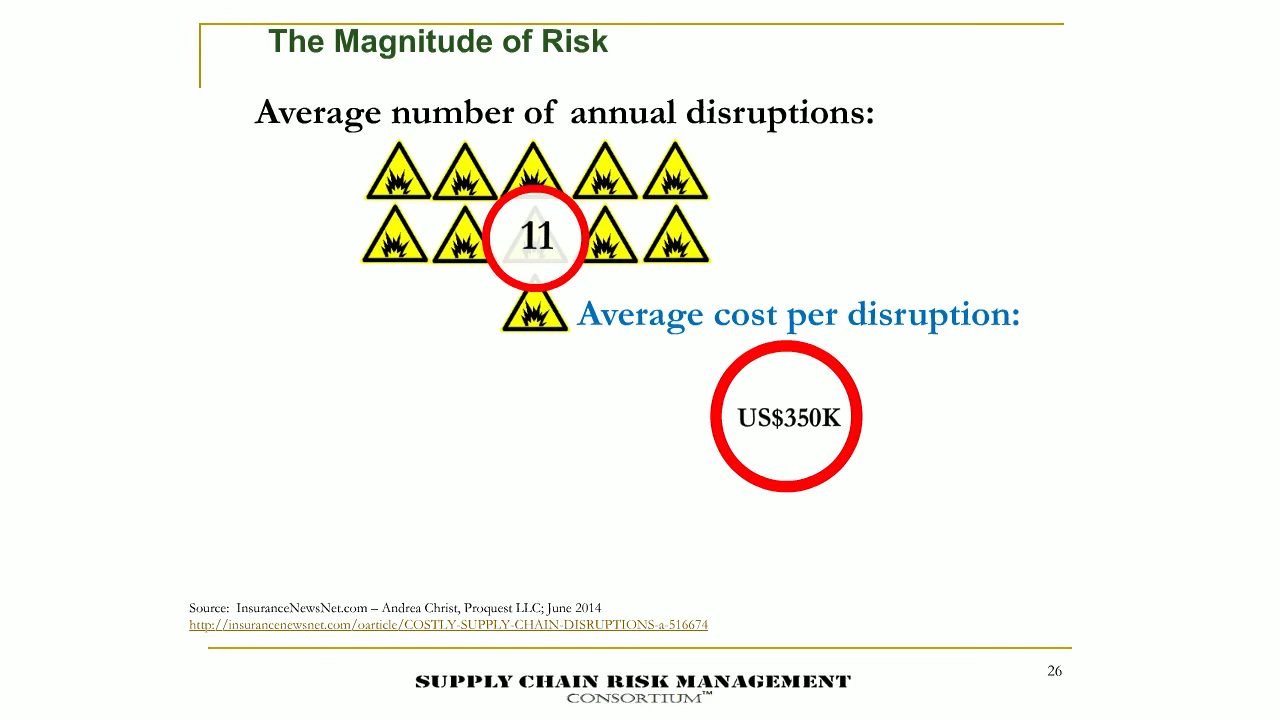 The Magnitude of Risk
Average number of annual disruptions:
11
Average cost per disruption:
US$350K
Source: InsuranceNewsNet.com – Andrea Christ, Proquest LLC; June 2014
http://insurancenewsnet.com/oarticle/COSTLY-SUPPLY-CHAIN-DISRUPTIONS-a-516674
26
SUPPLY CHAIN RISK MANAGEMENT
CONSORTIUM™